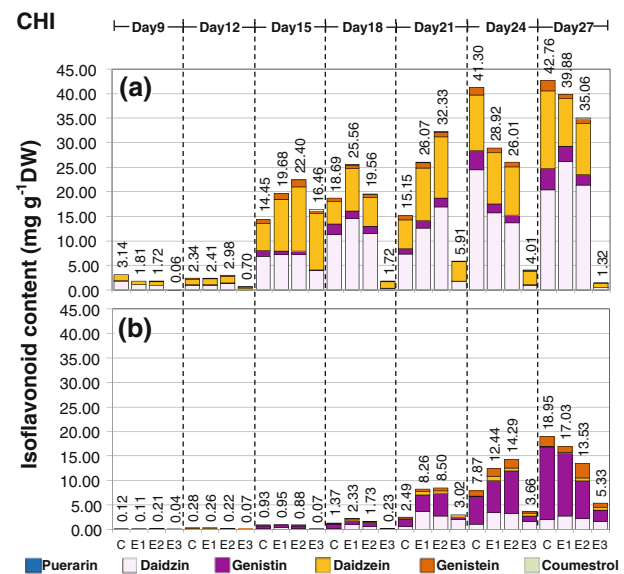 CHI
Day9 Day12 Day15 Day18 Day21 Day24 Day27
Isoflavonoid content (mg g-1DW)
(a)
45.00
40.00
35.00
30.00
25.00
20.00
15.00
10.00
5.00
0.00
3.14 1.81 1.72 0.06 2.34 2.41 2.98 0.70 14.45 19.68 22.40 16.46 18.69 25.56 19.56 1.72 15.15 26.07 32.33 5.91 41.30 28.92 26.01 4.01 42.76 39.88 35.06 1.32
(b)
45.00
40.00
35.00
30.00
25.00
20.00
15.00
10.00
5.00
0.00
0.12 0.11 0.21 0.04 0.28 0.26 0.22 0.07 0.93 0.95 0.88 0.07 1.37 2.33 1.73 0.23 2.49 8.26 8.50 3.02 7.87 12.44 14.29 3.66 18.95 17.03 13.53 5.33
C E1 E2 E3 C E1 E2 E3 C E1 E2 E3 C E1 E2 E3 C E1 E2 E3 C E1 E2 E3 C E1 E2 E3
Puerarin Daidzin Genistin Daidzein Genistein Coumestrol